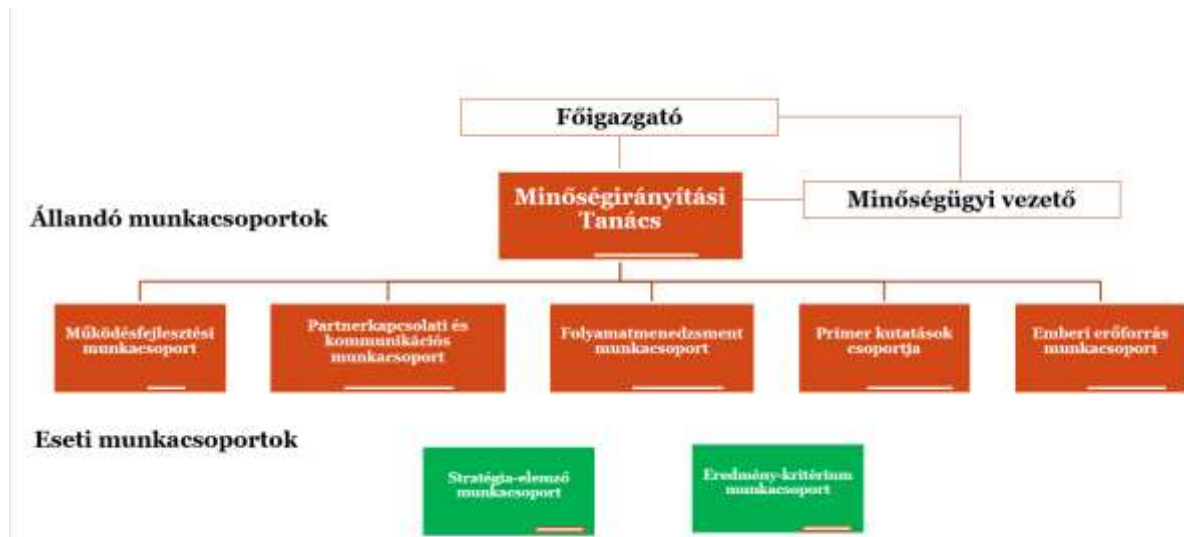 Főigazgató
Minőségirányítási
Tanács
Minőségügyi vezető
Állandó munkacsoportok
Működésfejlesztési
munkacsoport
Partnerkapcsolati és
kommunikációs
munkacsoport
Folyamatmenedzsment
munkacsoport
Primer kutatások
csoportja
Emberi erőforrás
munkacsoport
Eseti munkacsoportok
Stratégia-elemző
munkacsoport
Eredmény-kritérium
munkacsoport